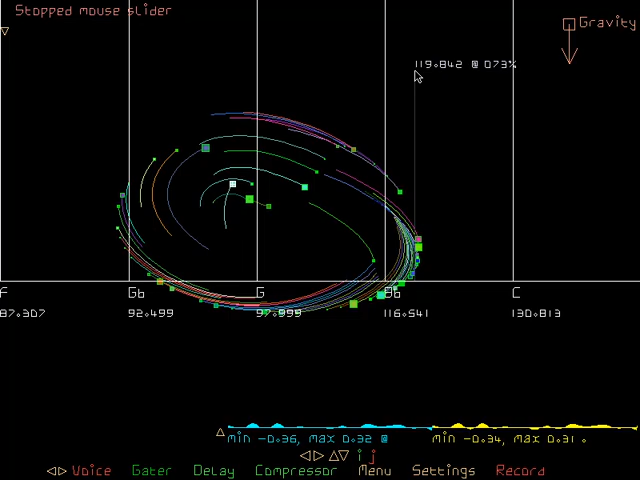 Stopped mouse slider
Gravity
119.842 @ 073%
F Gb G Bb C
87.307 92.499 97.999 116.541 130.813
min -0.36, max 0.32 @ min -0.34, max 0.31 .
i j
Voice Gater Delay Compressor Menu Settings Record